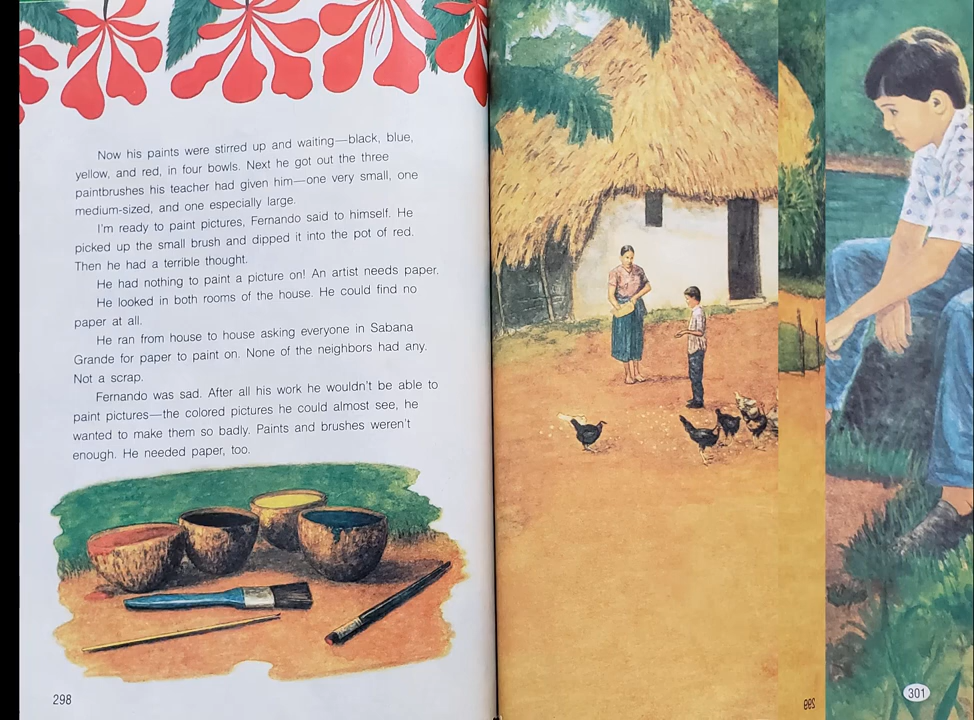 Now his paints were stirred up and waiting—black, blue,
yellow, and red, in four bowls. Next he got out the three
paintbrushes his teacher had given him—one very small, one
medium-sized, and one especially large.
I'm ready to paint pictures, Fernando said to himself. He
picked up the small brush and dipped it into the pot of red.
Then he had a terrible thought.
He had nothing to paint a picture on! An artist needs paper.
He looked in both rooms of the house. He could find no
paper at all.
He ran from house to house asking everyone in Sabana
Grande for paper to paint on. None of the neighbors had any.
Not a scrap.
Fernando was sad. After all his work he wouldn't be able to
paint pictures—the colored pictures he could almost see, he
wanted to make them so badly. Paints and brushes weren't
enough. He needed paper, too.
298
299
301